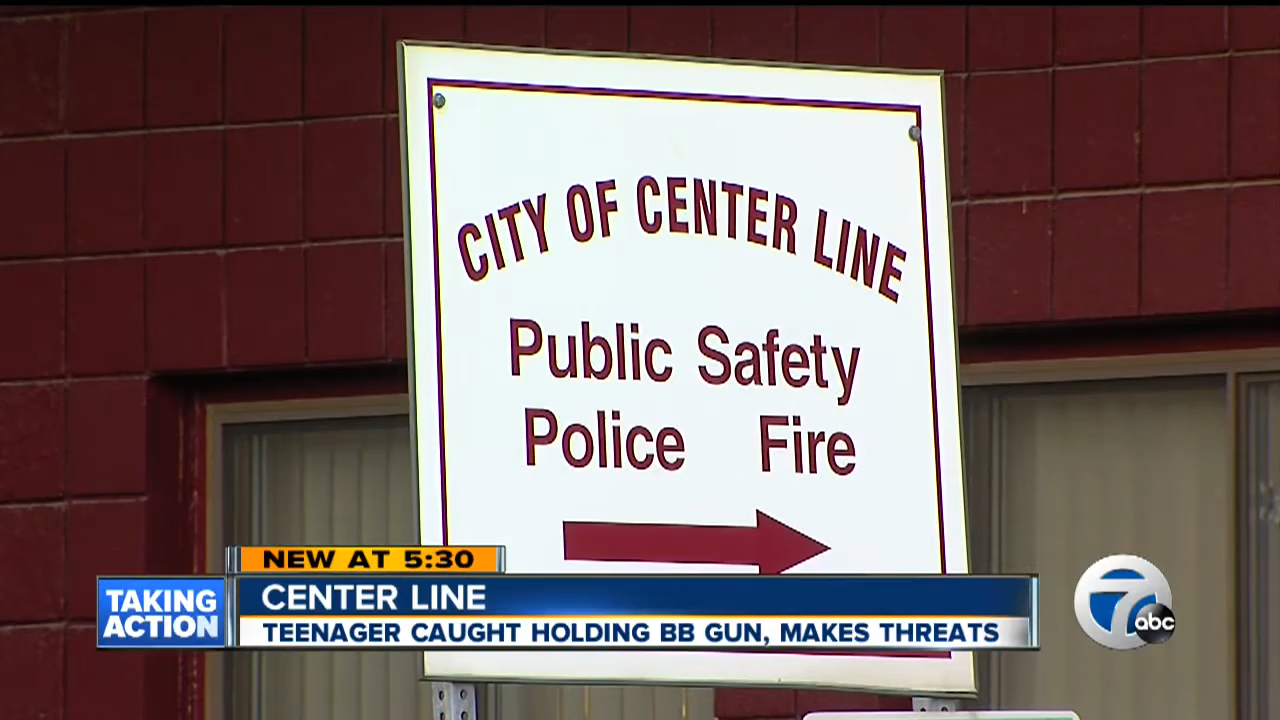 CITY OF CENTER LINE
Public Safety
Police Fire
NEW AT 5:30
TAKING ACTION
CENTER LINE
TEENAGER CAUGHT HOLDING BB GUN, MAKES THREATS
7 abc